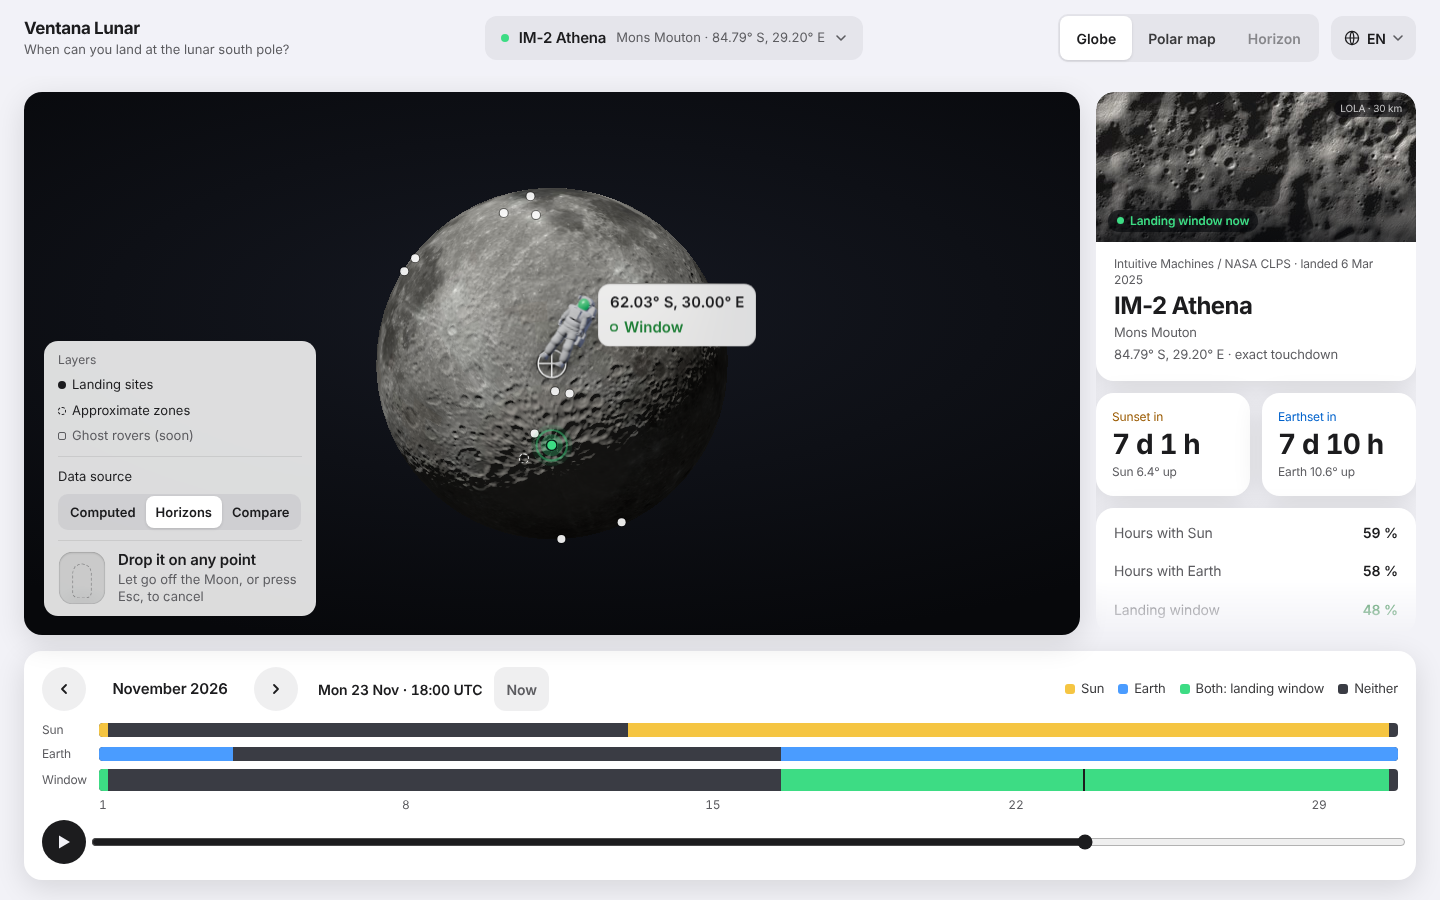 Ventana Lunar
When can you land at the lunar south pole?
IM-2 Athena Mons Mouton · 84.79° S, 29.20° E
Globe Polar map Horizon
EN
62.03° S, 30.00° E
Window
Layers
Landing sites
Approximate zones
Ghost rovers (soon)
Data source
Computed Horizons Compare
Drop it on any point
Let go off the Moon, or press
Esc, to cancel
LOLA · 30 km
Landing window now
Intuitive Machines / NASA CLPS · landed 6 Mar
2025
IM-2 Athena
Mons Mouton
84.79° S, 29.20° E · exact touchdown
Sunset in
7 d 1 h
Sun 6.4° up
Earthset in
7 d 10 h
Earth 10.6° up
Hours with Sun 59 %
Hours with Earth 58 %
Landing window 48 %
November 2026
Mon 23 Nov · 18:00 UTC
Now
Sun Earth Both: landing window Neither
Sun
Earth
Window
1 8 15 22 29